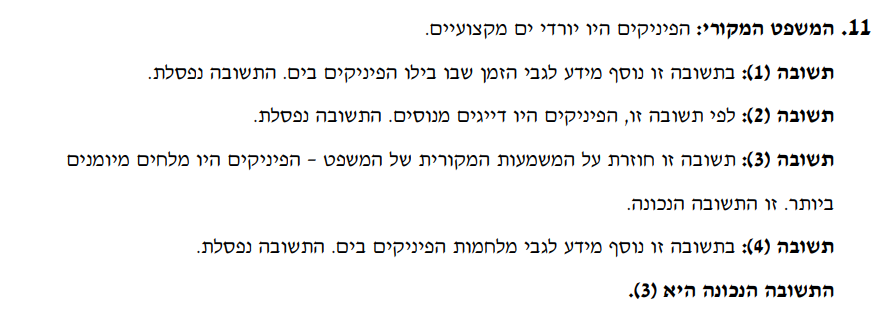 11. המשפט המקורי: הפיניקים היו יורדי ים מקצועיים.
תשובה (1): בתשובה זו נוסף מידע לגבי הזמן שבו בילו הפיניקים בים. התשובה נפסלת.
תשובה (2): לפי תשובה זו, הפיניקים היו דייגים מנוסים. התשובה נפסלת.
תשובה (3): תשובה זו חוזרת על המשמעות המקורית של המשפט – הפיניקים היו מלחים מיומנים
ביותר. זו התשובה הנכונה.
תשובה (4): בתשובה זו נוסף מידע לגבי מלחמות הפיניקים בים. התשובה נפסלת.
התשובה הנכונה היא (3).